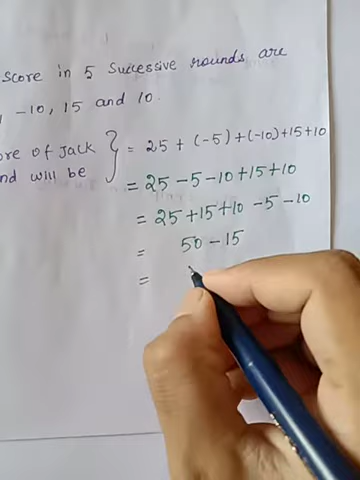 Score in 5 Successive rounds are
, -10, 15 and 10.
ore of Jack } = 25 + (-5) + (-10) + 15 + 10
nd will be
= 25 - 5 - 10 + 15 + 10
= 25 + 15 + 10 - 5 - 10
= 50 - 15
=